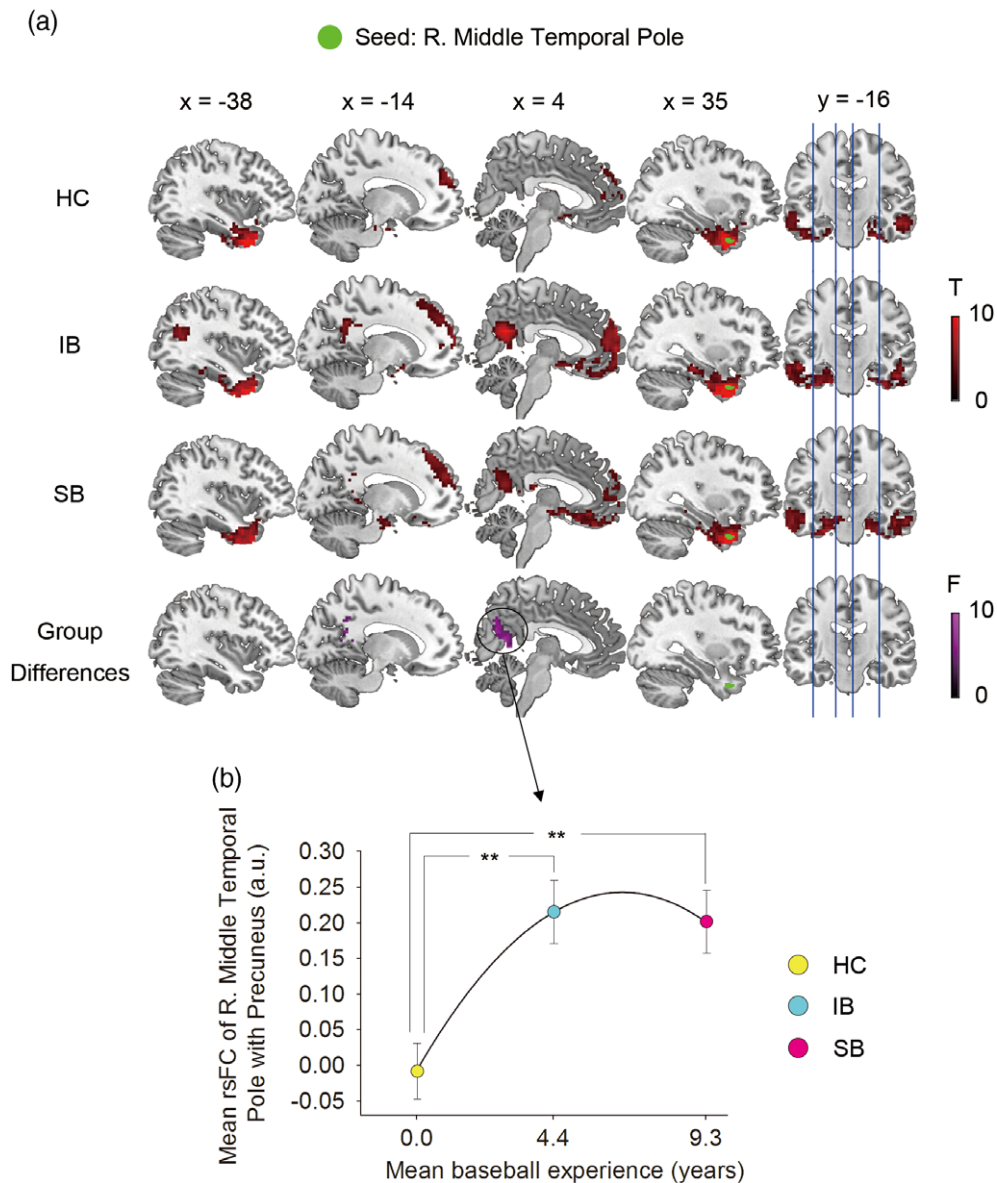 (a)
Seed: R. Middle Temporal Pole
x = -38 x = -14 x = 4 x = 35 y = -16
HC
IB
SB
Group
Differences
T
10
0
F
10
0
(b)
Mean rsFC of R. Middle Temporal
Pole with Precuneus (a.u.)
0.30
0.25
0.20
0.15
0.10
0.05
0.00
-0.05
**
**
0.0 4.4 9.3
Mean baseball experience (years)
HC
IB
SB